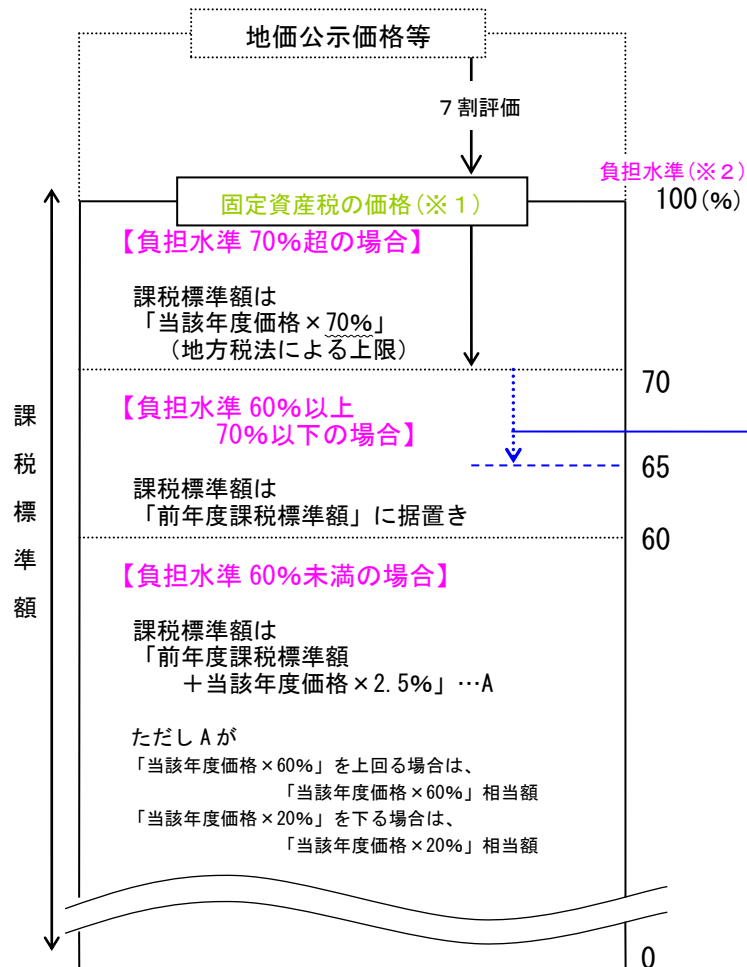 地価公示価格等
７割評価
負担水準(※２)
固定資産税の価格(※１)
100(%)
【負担水準 70%超の場合】
課税標準額は
「当該年度価格×70%」
（地方税法による上限）
70
【負担水準 60%以上
70%以下の場合】
65
課税標準額は
「前年度課税標準額」に据置き
60
課税標準額
【負担水準 60%未満の場合】
課税標準額は
「前年度課税標準額
＋当該年度価格×2.5%」…A
ただし A が
「当該年度価格×60%」を上回る場合は、
「当該年度価格×60%」相当額
「当該年度価格×20%」を下る場合は、
「当該年度価格×20%」相当額
0